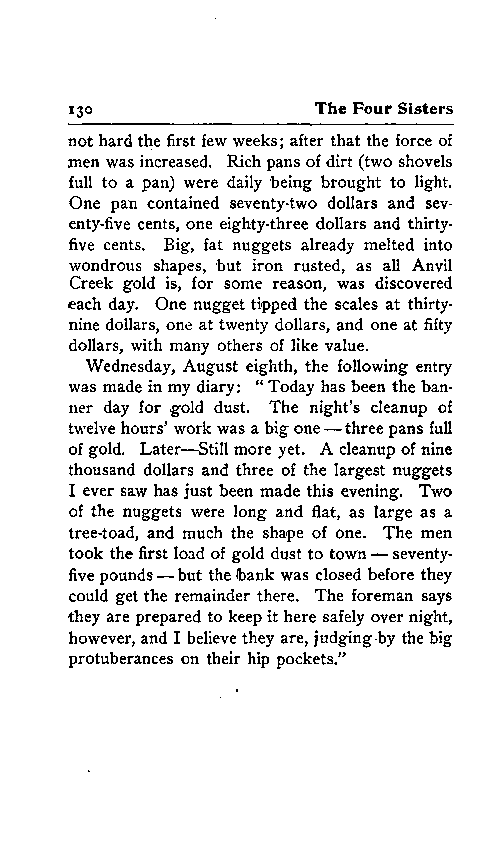 130 The Four Sisters
not hard the first few weeks; after that the force of
men was increased. Rich pans of dirt (two shovels
full to a pan) were daily being brought to light.
One pan contained seventy-two dollars and sev-
enty-five cents, one eighty-three dollars and thirty-
five cents. Big, fat nuggets already melted into
wondrous shapes, but iron rusted, as all Anvil
Creek gold is, for some reason, was discovered
each day. One nugget tipped the scales at thirty-
nine dollars, one at twenty dollars, and one at fifty
dollars, with many others of like value.
Wednesday, August eighth, the following entry
was made in my diary: “ Today has been the ban-
ner day for gold dust. The night's cleanup of
twelve hours' work was a big one — three pans full
of gold. Later—Still more yet. A cleanup of nine
thousand dollars and three of the largest nuggets
I ever saw has just been made this evening. Two
of the nuggets were long and flat, as large as a
tree-toad, and much the shape of one. The men
took the first load of gold dust to town — seventy-
five pounds — but the bank was closed before they
could get the remainder there. The foreman says
they are prepared to keep it here safely over night,
however, and I believe they are, judging by the big
protuberances on their hip pockets.”